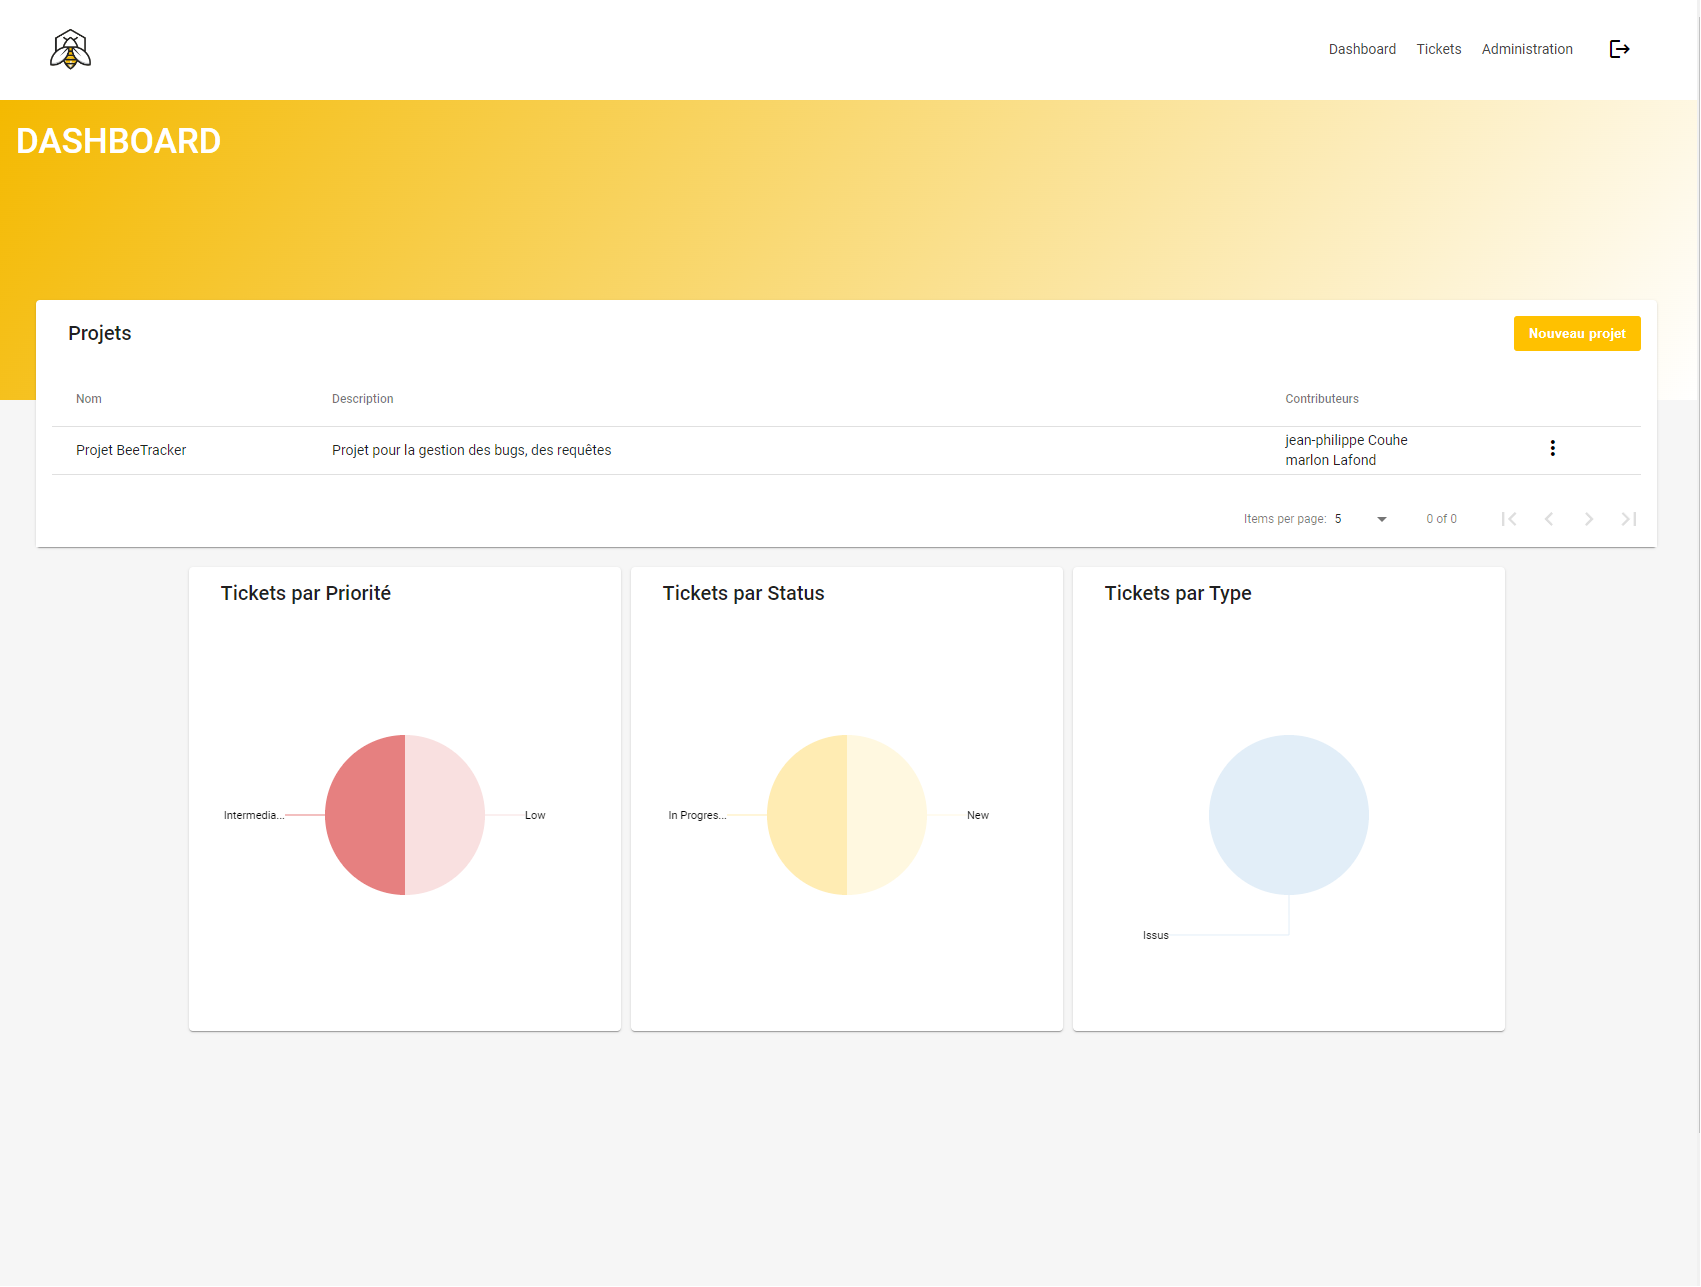 Dashboard Tickets Administration
DASHBOARD
Projets
Nouveau projet
Nom Description Contributeurs
Projet BeeTracker Projet pour la gestion des bugs, des requêtes jean-philippe Couhe
marlon Lafond
Items per page: 5 0 of 0
Tickets par Priorité
Intermedia...
Low
Tickets par Status
In Progres...
New
Tickets par Type
Issus